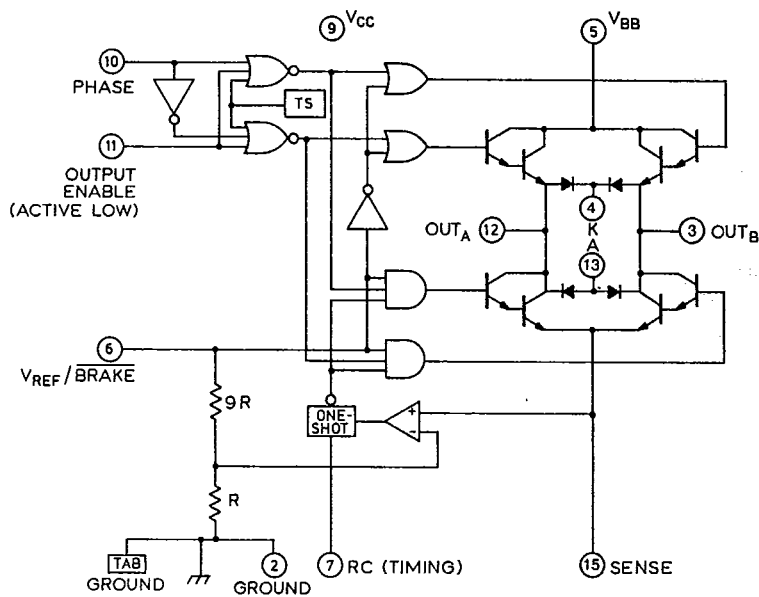 9 VCC
10
PHASE
5 VBB
TS
11
OUTPUT
ENABLE
(ACTIVE LOW)
4
OUTA 12
K
3 OUTB
A
13
6
VREF/BRAKE
9R
ONE-
SHOT
+
-
R
TAB
GROUND
2
GROUND
7 RC (TIMING)
15 SENSE